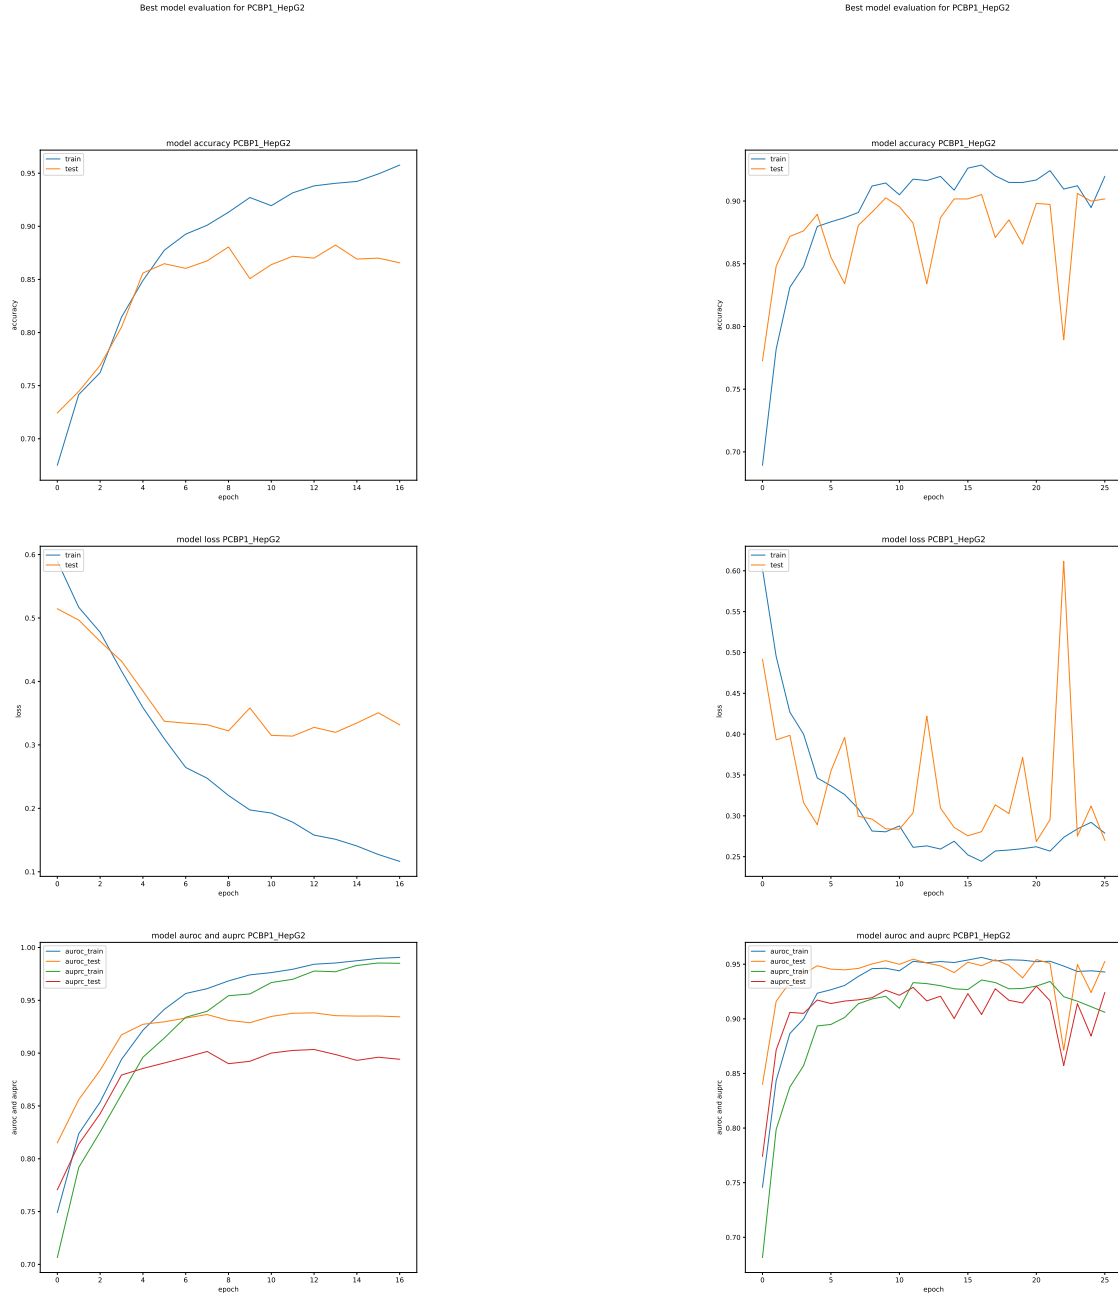 Best model evaluation for PCBP1_HepG2
model accuracy PCBP1_HepG2
train
test
0.95
0.90
0.85
0.80
0.75
0.70
accuracy
0 2 4 6 8 10 12 14 16
epoch
model loss PCBP1_HepG2
train
test
0.6
0.5
0.4
0.3
0.2
0.1
loss
0 2 4 6 8 10 12 14 16
epoch
model auroc and auprc PCBP1_HepG2
auroc_train
auroc_test
auprc_train
auprc_test
1.00
0.95
0.90
0.85
0.80
0.75
0.70
auroc and auprc
0 2 4 6 8 10 12 14 16
epoch
Best model evaluation for PCBP1_HepG2
model accuracy PCBP1_HepG2
train
test
0.90
0.85
0.80
0.75
0.70
accuracy
0 5 10 15 20 25
epoch
model loss PCBP1_HepG2
train
test
0.60
0.55
0.50
0.45
0.40
0.35
0.30
0.25
loss
0 5 10 15 20 25
epoch
model auroc and auprc PCBP1_HepG2
auroc_train
auroc_test
auprc_train
auprc_test
0.95
0.90
0.85
0.80
0.75
0.70
auroc and auprc
0 5 10 15 20 25
epoch